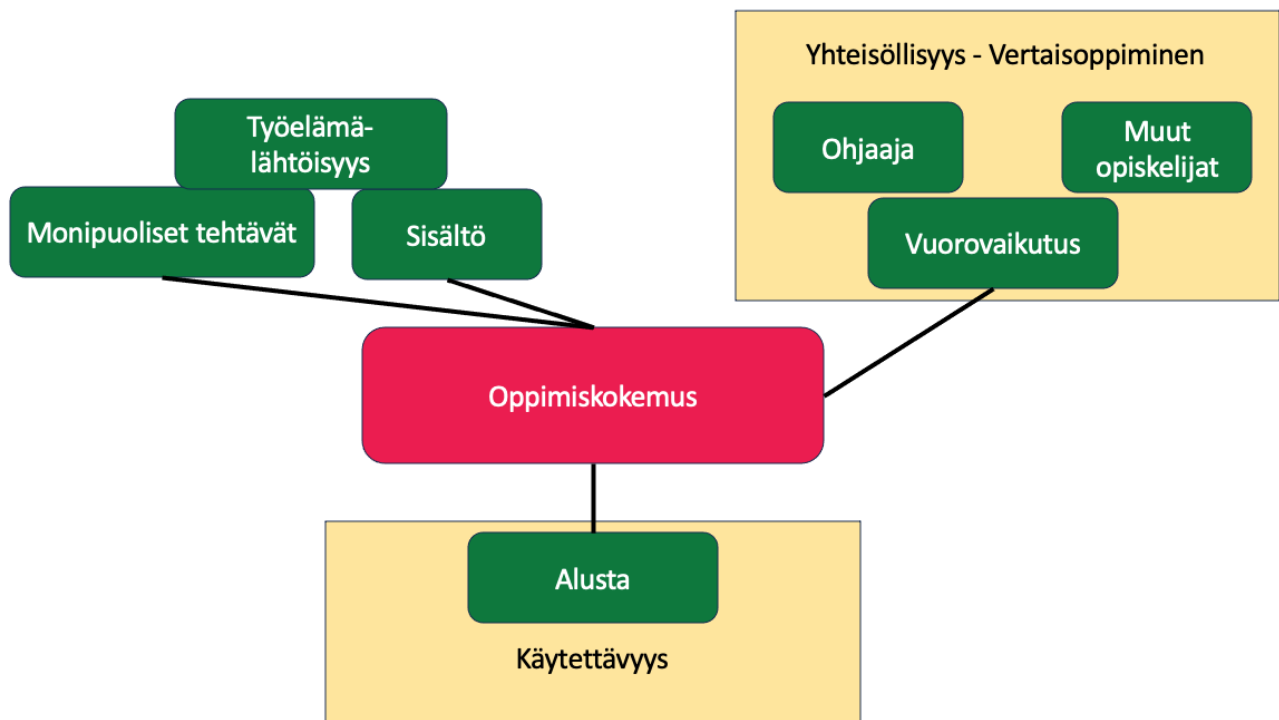 Yhteisöllisyys - Vertaisoppiminen
Työelämä-
lähtöisyys
Monipuoliset tehtävät
Sisältö
Ohjaaja
Muut
opiskelijat
Vuorovaikutus
Oppimiskokemus
Alusta
Käytettävyys